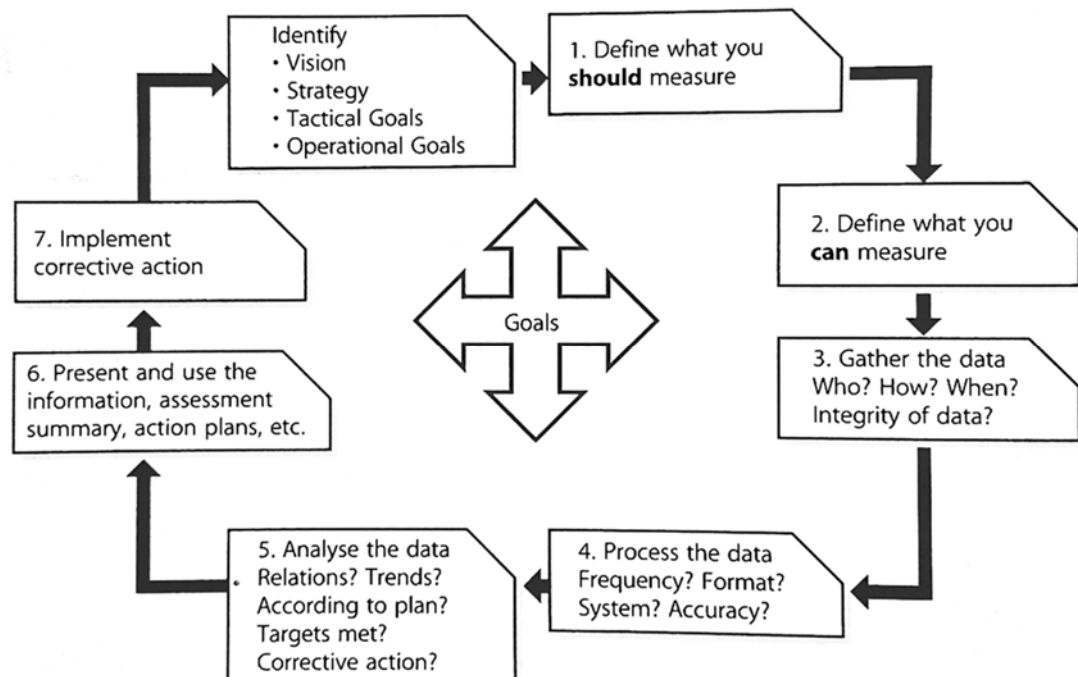 Identify
• Vision
• Strategy
• Tactical Goals
• Operational Goals
1. Define what you
should measure
2. Define what you
can measure
3. Gather the data
Who? How? When?
Integrity of data?
4. Process the data
Frequency? Format?
System? Accuracy?
5. Analyse the data
Relations? Trends?
According to plan?
Targets met?
Corrective action?
6. Present and use the
information, assessment
summary, action plans, etc.
7. Implement
corrective action
Goals